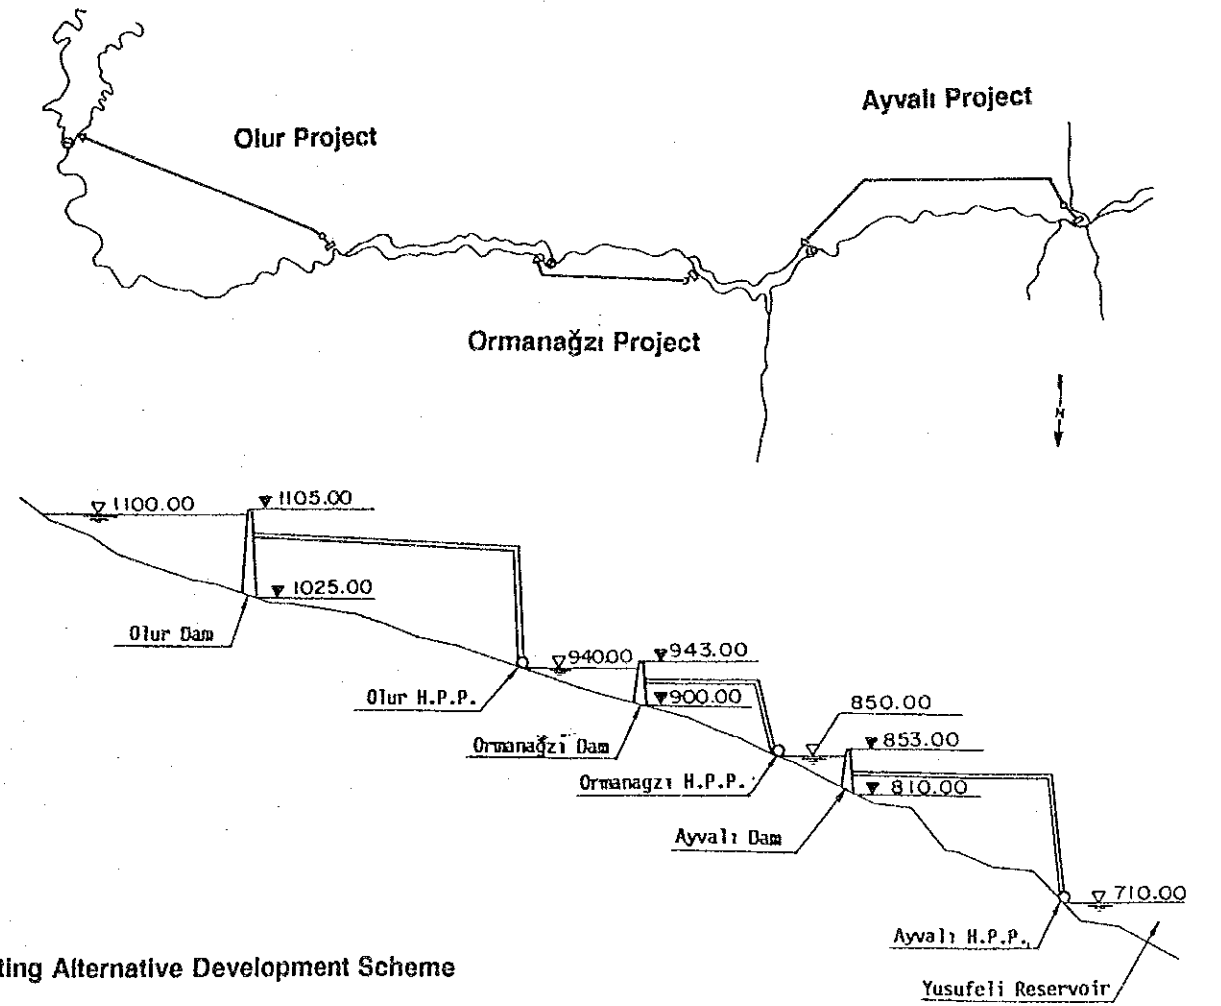 Ayvalı Project
Olur Project
Ormanağzı Project
N
1100.00
1105.00
1025.00
Olur Dam
940.00
943.00
Olur H.P.P.
900.00
850.00
Ormanağzi Dam
853.00
Ormanagzı H.P.P.
810.00
Ayvalı Dam
710.00
Ayvalı H.P.P.
ting Alternative Development Scheme
Yusufeli Reservoir